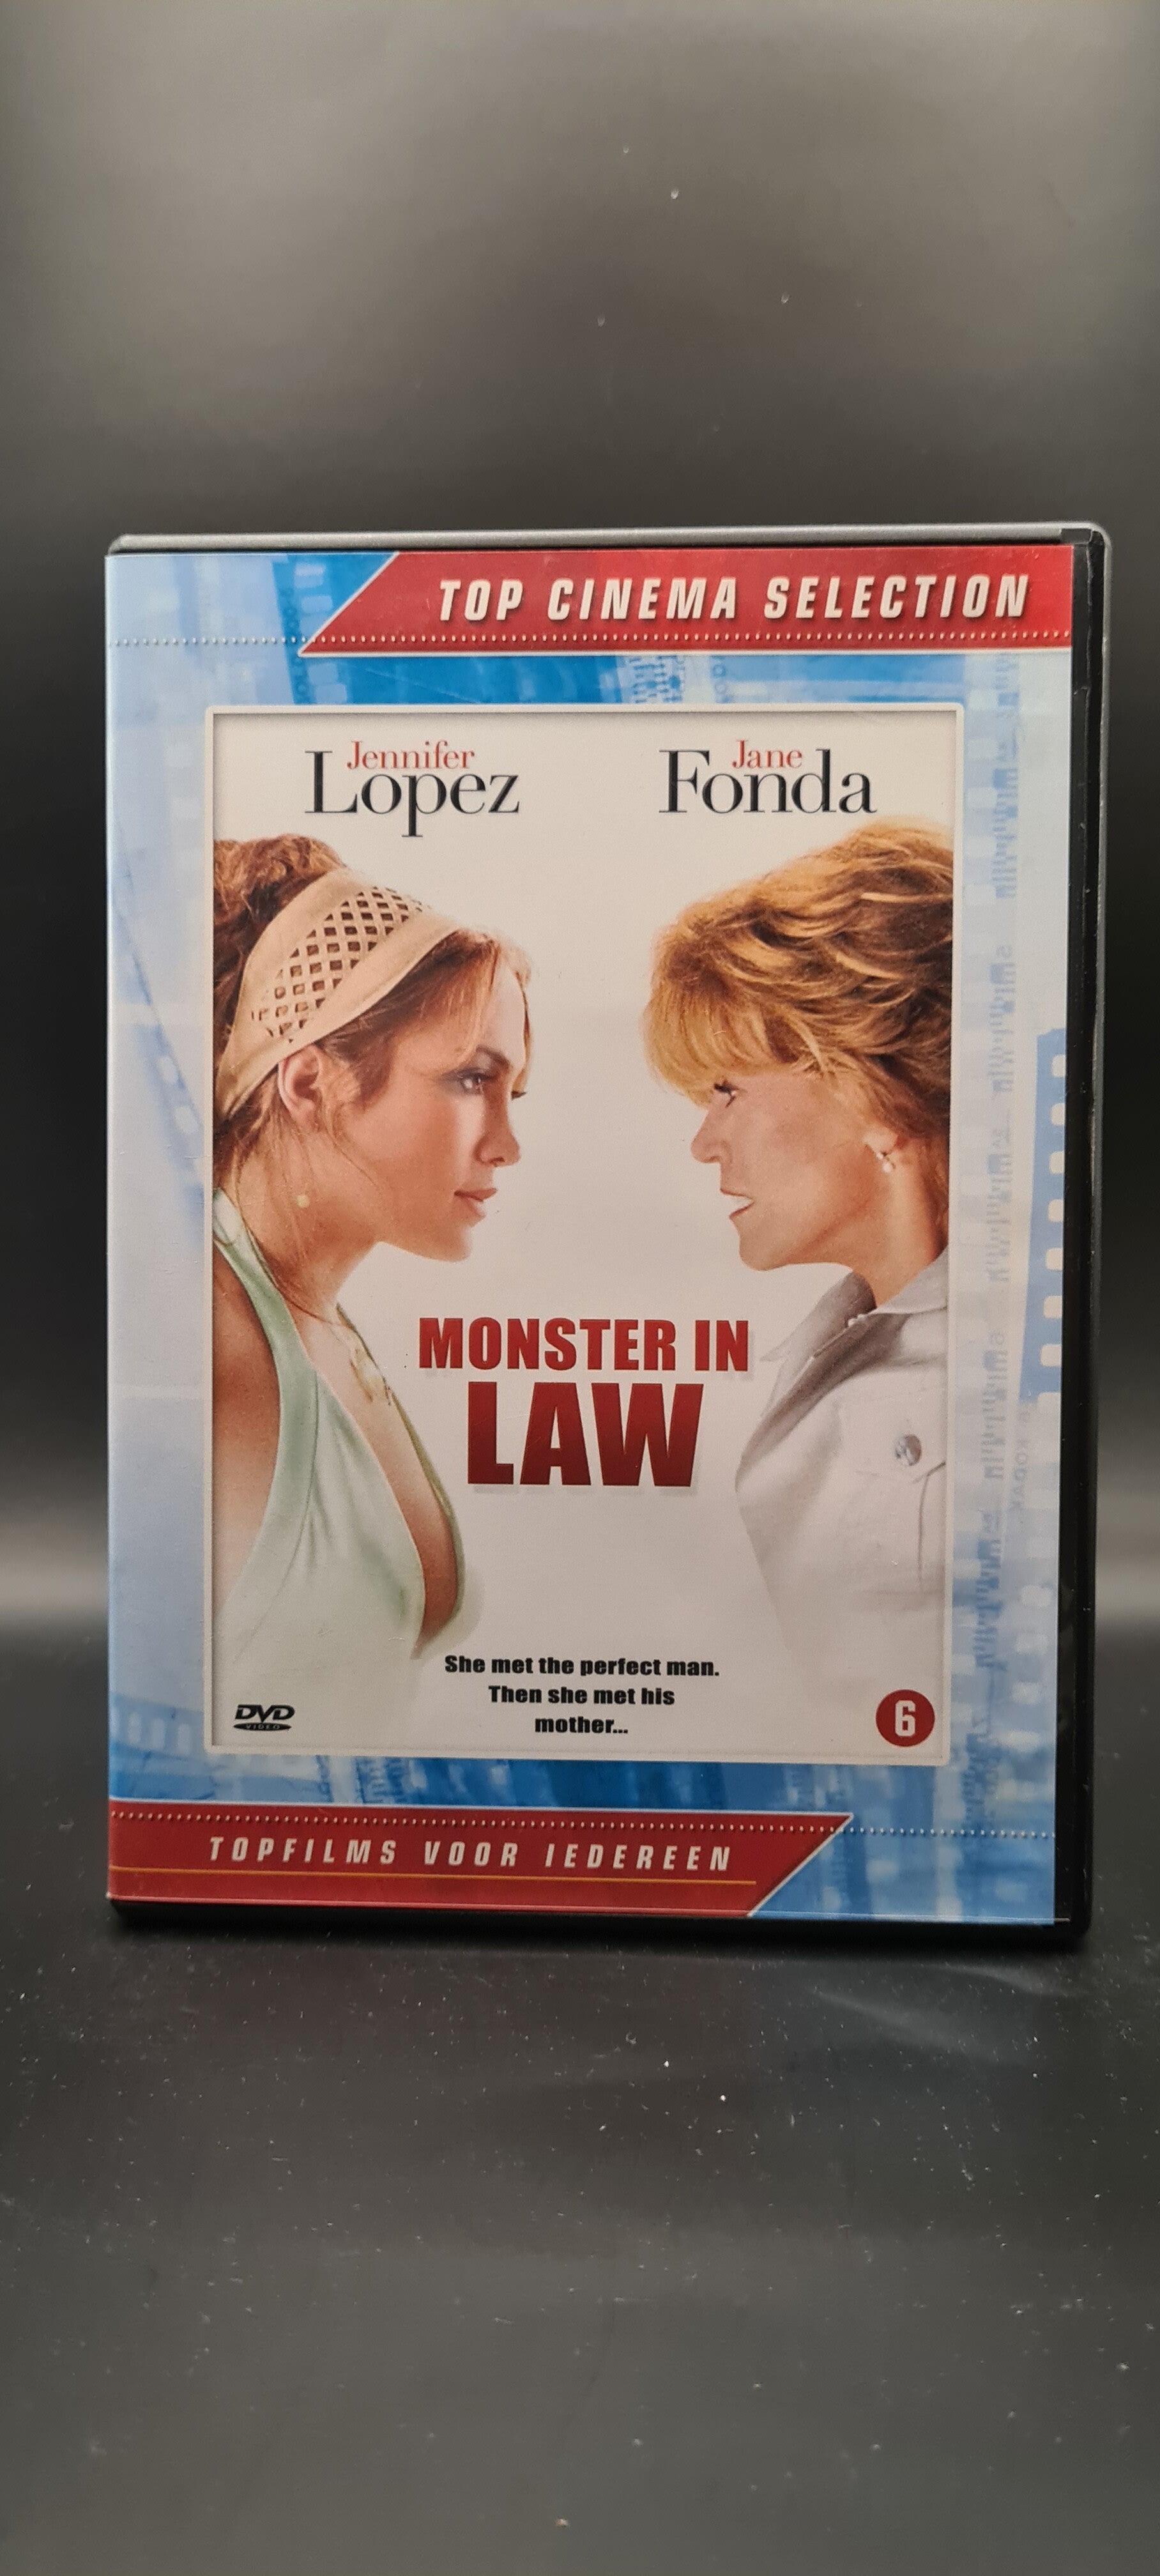 TOP CINEMA SELECTION
Jennifer
Lopez
Jane
Fonda
MONSTER IN
LAW
She met the perfect man.
Then she met his
mother...
DVD
VIDEO
6
TOPFILMS VOOR IEDEREEN